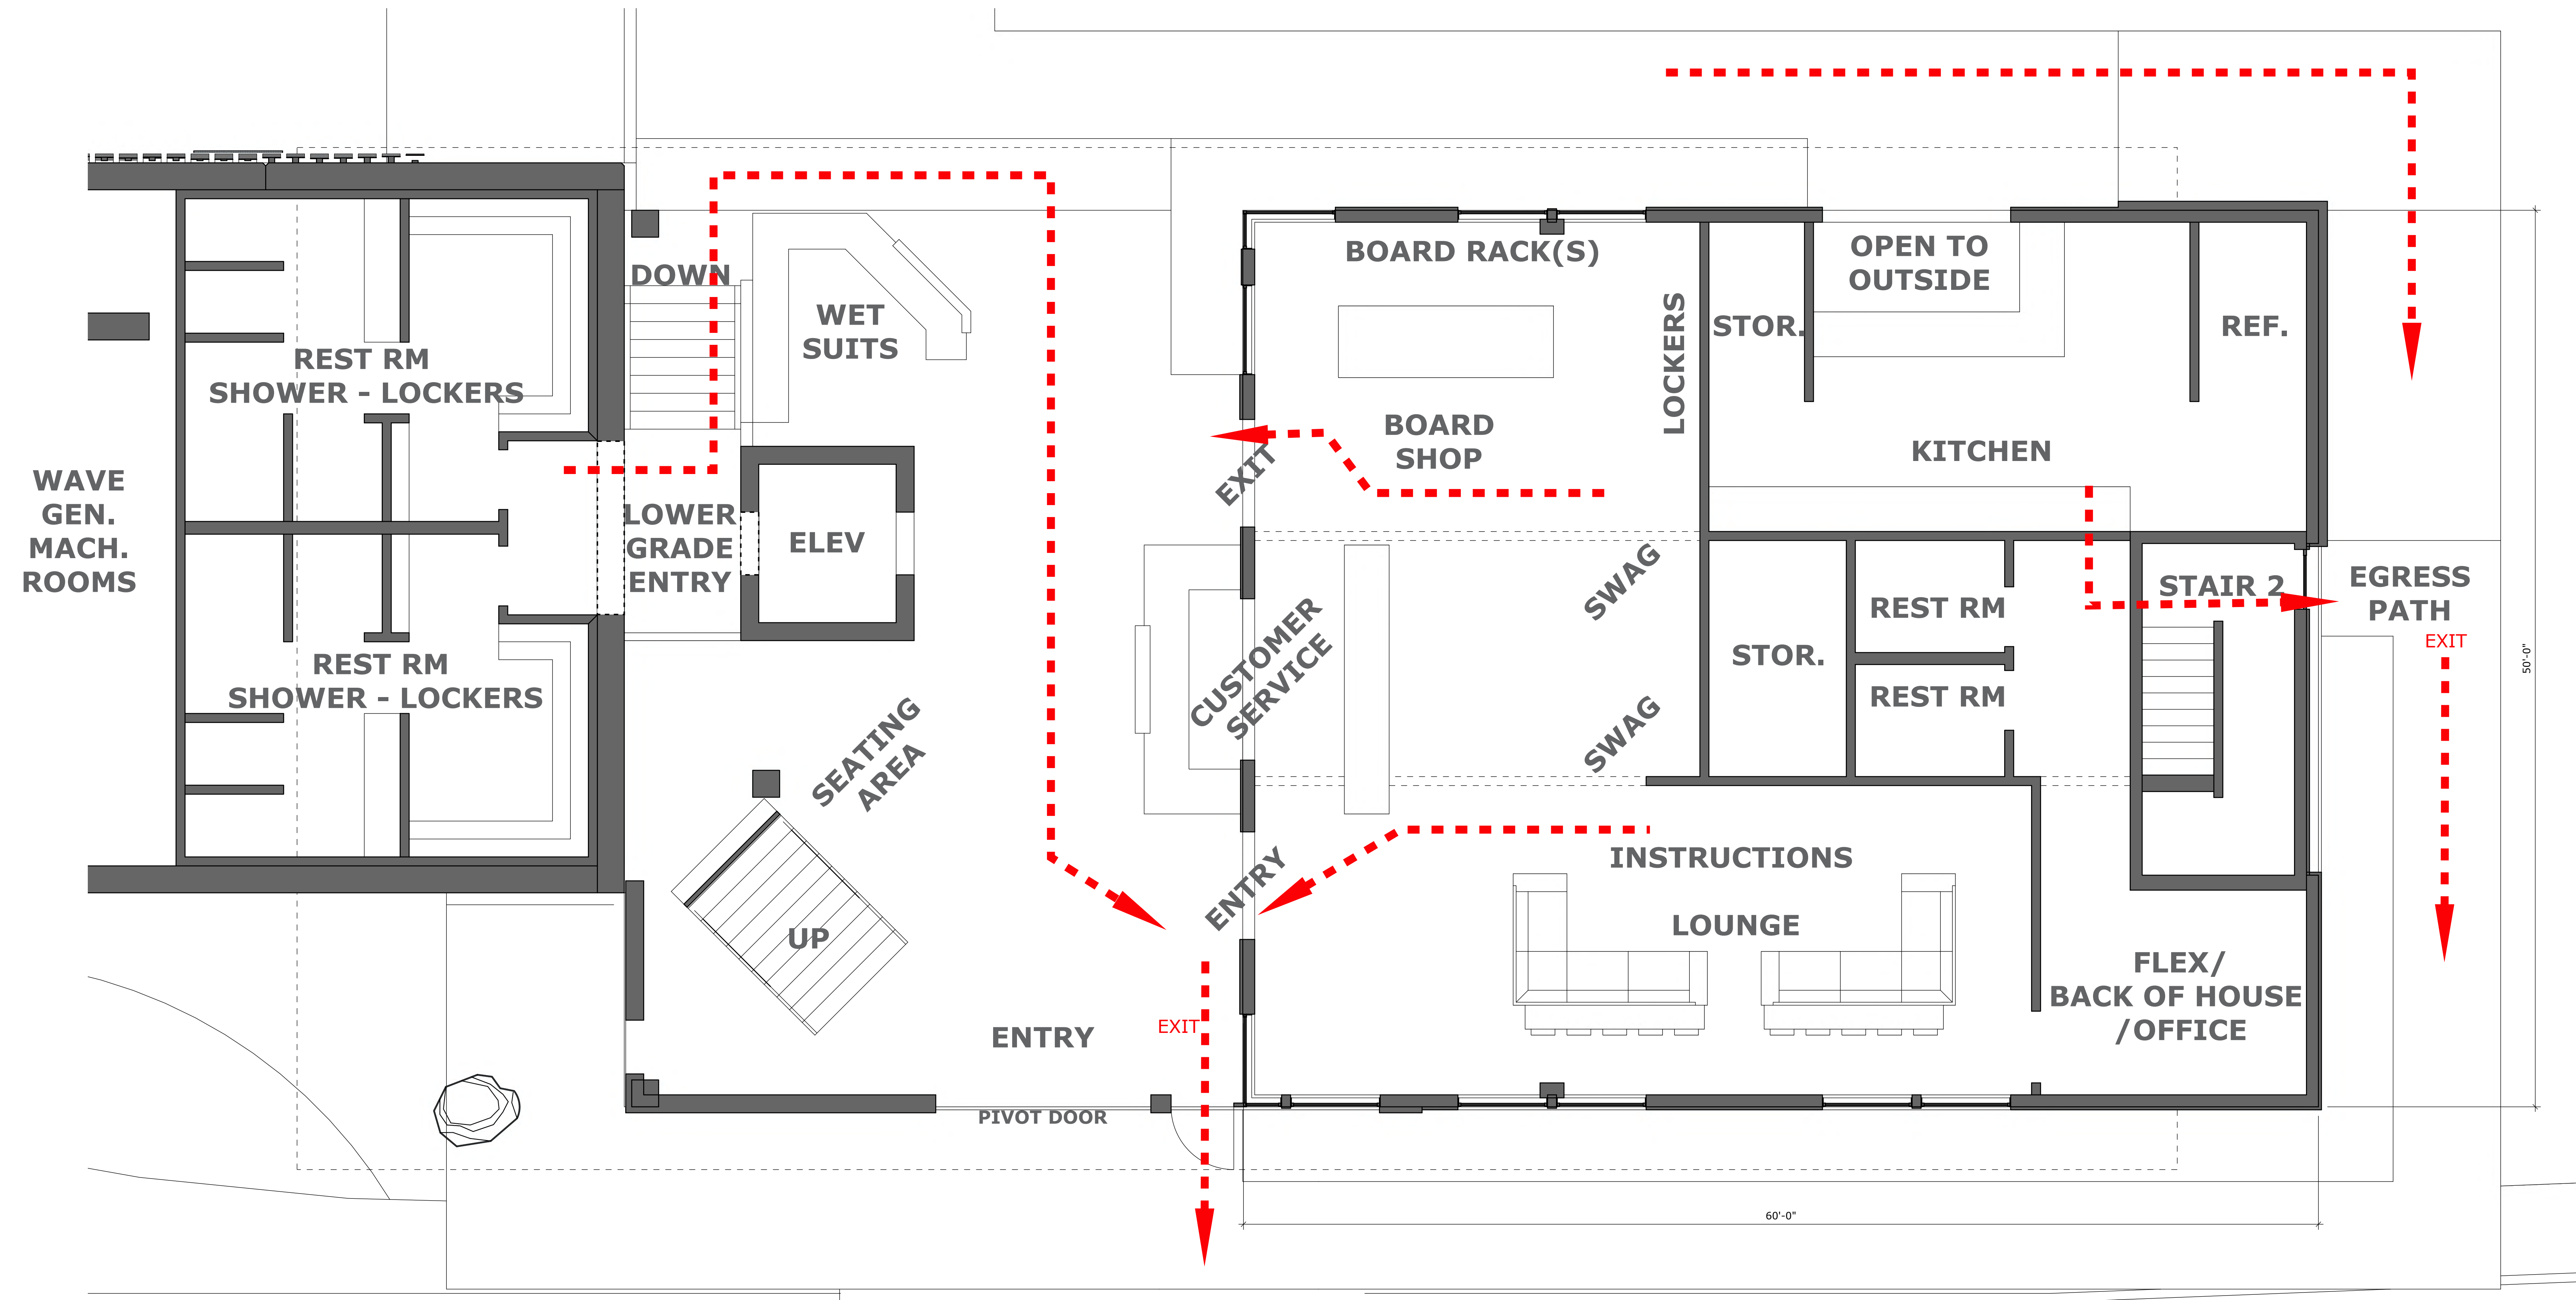 WAVE
GEN.
MACH.
ROOMS
REST RM
SHOWER - LOCKERS
REST RM
SHOWER - LOCKERS
DOWN
WET
SUITS
LOWER
GRADE
ENTRY
ELEV
SEATING
AREA
UP
ENTRY
PIVOT DOOR
EXIT
EXIT
CUSTOMER
SERVICE
ENTRY
BOARD RACK(S)
BOARD
SHOP
LOCKERS
SWAG
SWAG
STOR.
OPEN TO
OUTSIDE
REF.
KITCHEN
STOR.
REST RM
REST RM
STAIR 2
EGRESS
PATH
EXIT
INSTRUCTIONS
LOUNGE
FLEX/
BACK OF HOUSE
/OFFICE
50'-0"
60'-0"